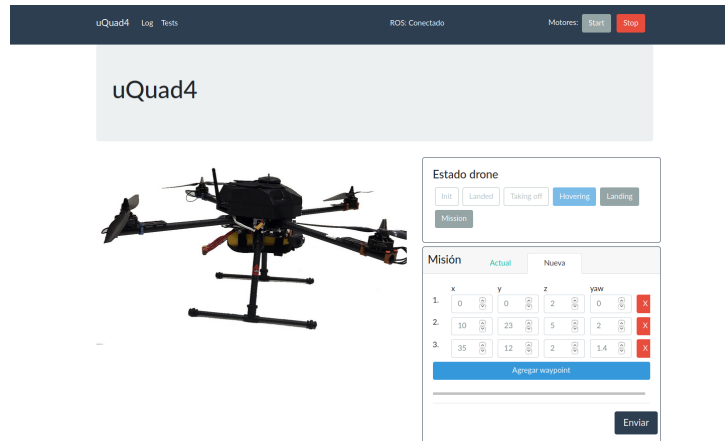 uQuad4 Log Tests ROS: Conectado Motores: Start Stop
uQuad4
Estado drone
Init Landed Taking off Hovering Landing
Mission
Misión Actual Nueva
x y z yaw
1. 0 0 2 0 X
2. 10 23 5 2 X
3. 35 12 2 1.4 X
Agregar waypoint
Enviar